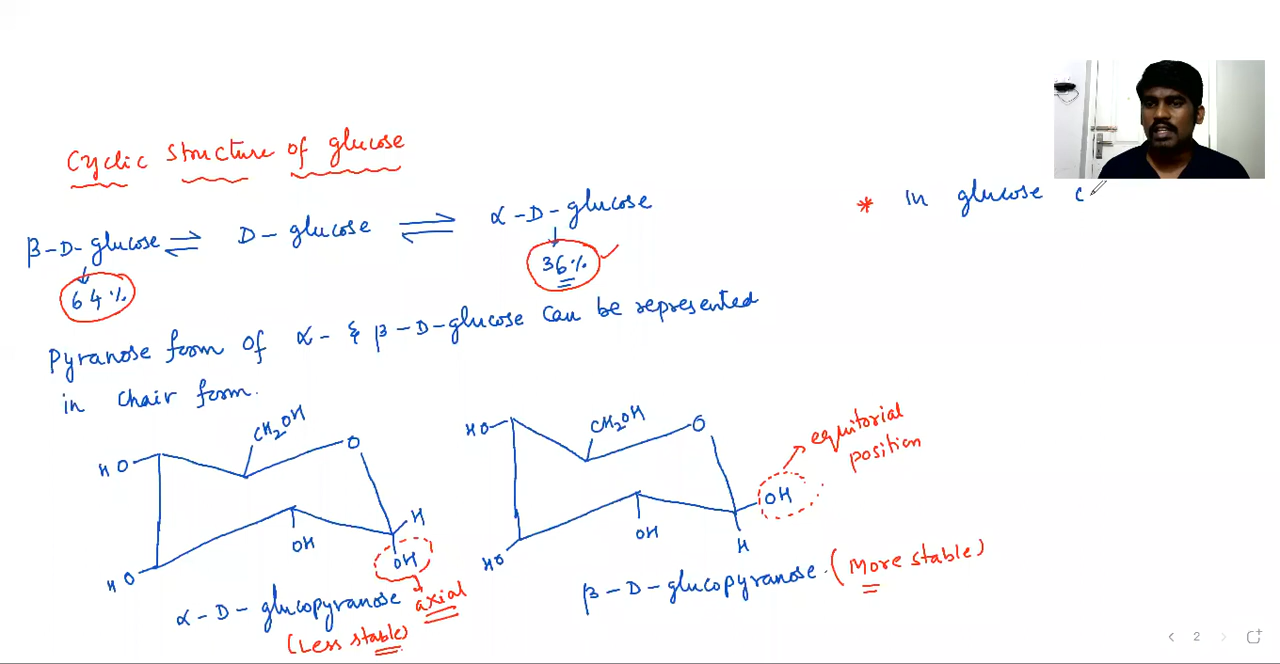 Cyclic structure of glucose
β-D-glucose ⇌ D-glucose ⇌ α-D-glucose
64% 36%
Pyranose form of α- & β-D-glucose can be represented
in chair form.
CH2OH
HO
O
H
OH
OH
HO
axial
α-D-glucopyranose
(Less stable)
CH2OH
HO
O
OH
equitorial
position
OH
H
HO
β-D-glucopyranose. (More stable)
* In glucose c
2